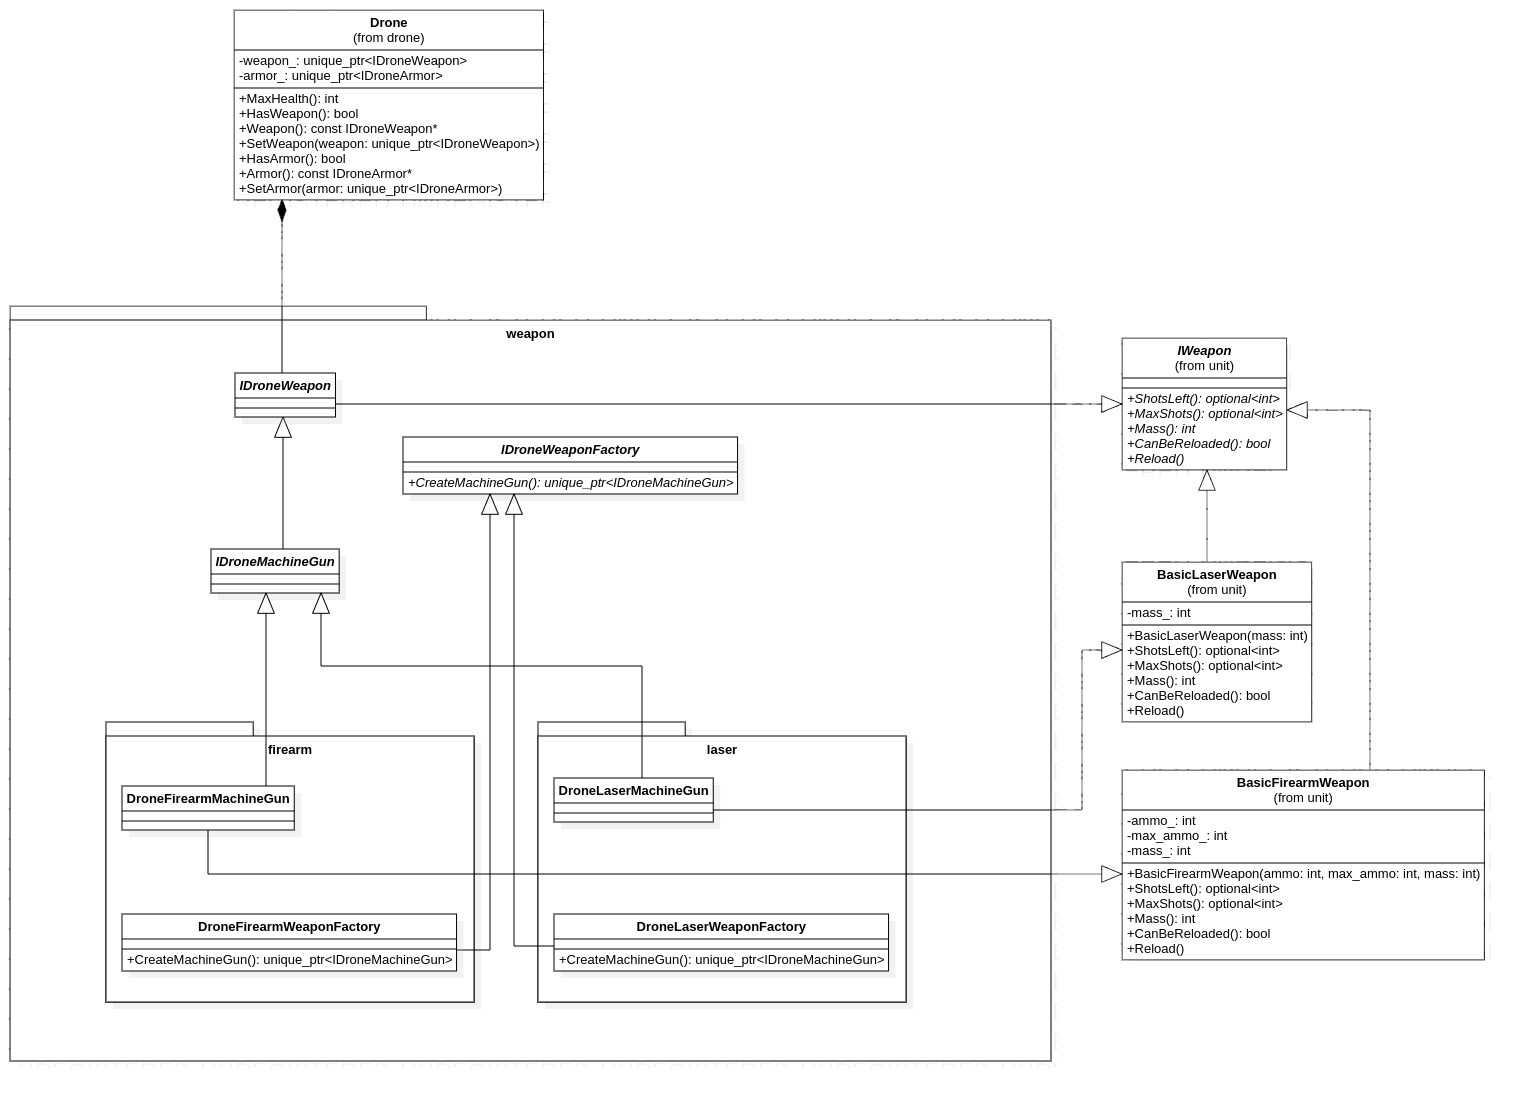 Drone
(from drone)
-weapon_: unique_ptr<IDroneWeapon>
-armor_: unique_ptr<IDroneArmor>
+MaxHealth(): int
+HasWeapon(): bool
+Weapon(): const IDroneWeapon*
+SetWeapon(weapon: unique_ptr<IDroneWeapon>)
+HasArmor(): bool
+Armor(): const IDroneArmor*
+SetArmor(armor: unique_ptr<IDroneArmor>)
weapon
IDroneWeapon
IDroneWeaponFactory
+CreateMachineGun(): unique_ptr<IDroneMachineGun>
IDroneMachineGun
firearm
DroneFirearmMachineGun
DroneFirearmWeaponFactory
+CreateMachineGun(): unique_ptr<IDroneMachineGun>
laser
DroneLaserMachineGun
DroneLaserWeaponFactory
+CreateMachineGun(): unique_ptr<IDroneMachineGun>
IWeapon
(from unit)
+ShotsLeft(): optional<int>
+MaxShots(): optional<int>
+Mass(): int
+CanBeReloaded(): bool
+Reload()
BasicLaserWeapon
(from unit)
-mass_: int
+BasicLaserWeapon(mass: int)
+ShotsLeft(): optional<int>
+MaxShots(): optional<int>
+Mass(): int
+CanBeReloaded(): bool
+Reload()
BasicFirearmWeapon
(from unit)
-ammo_: int
-max_ammo_: int
-mass_: int
+BasicFirearmWeapon(ammo: int, max_ammo: int, mass: int)
+ShotsLeft(): optional<int>
+MaxShots(): optional<int>
+Mass(): int
+CanBeReloaded(): bool
+Reload()